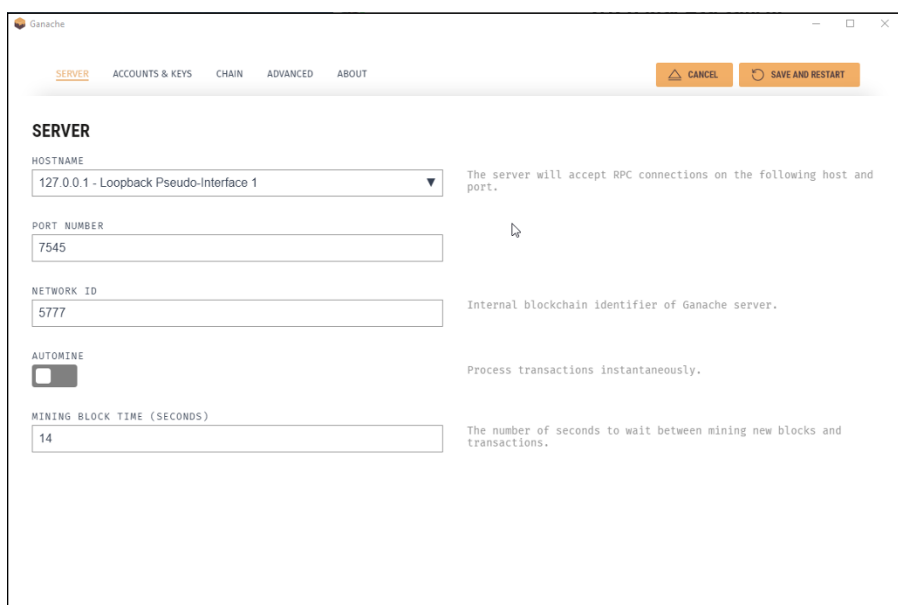 Ganache
SERVER ACCOUNTS & KEYS CHAIN ADVANCED ABOUT CANCEL SAVE AND RESTART
SERVER
HOSTNAME
127.0.0.1 - Loopback Pseudo-Interface 1
The server will accept RPC connections on the following host and
port.
PORT NUMBER
7545
NETWORK ID
5777
Internal blockchain identifier of Ganache server.
AUTOMINE
Process transactions instantaneously.
MINING BLOCK TIME (SECONDS)
14
The number of seconds to wait between mining new blocks and
transactions.